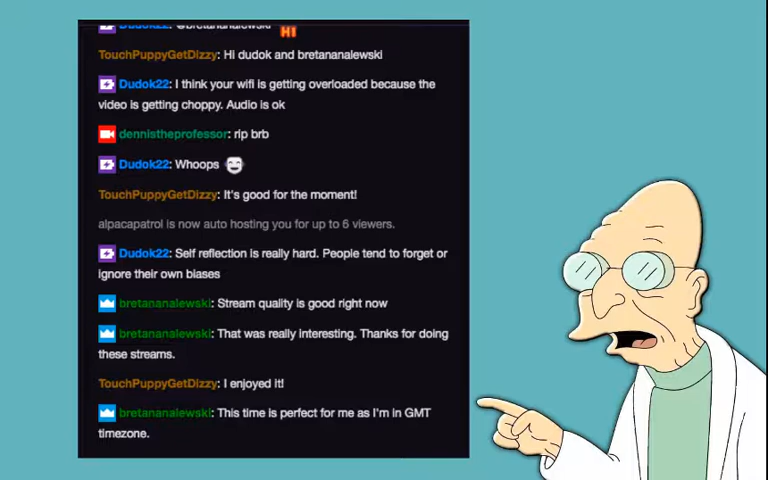 Dudok22: @bretananalewski HI
TouchPuppyGetDizzy: Hi dudok and bretananalewski
Dudok22: I think your wifi is getting overloaded because the
video is getting choppy. Audio is ok
dennistheprofessor: rip brb
Dudok22: Whoops
TouchPuppyGetDizzy: It's good for the moment!
alpacapatrol is now auto hosting you for up to 6 viewers.
Dudok22: Self reflection is really hard. People tend to forget or
ignore their own biases
bretananalewski: Stream quality is good right now
bretananalewski: That was really interesting. Thanks for doing
these streams.
TouchPuppyGetDizzy: I enjoyed it!
bretananalewski: This time is perfect for me as I'm in GMT
timezone.